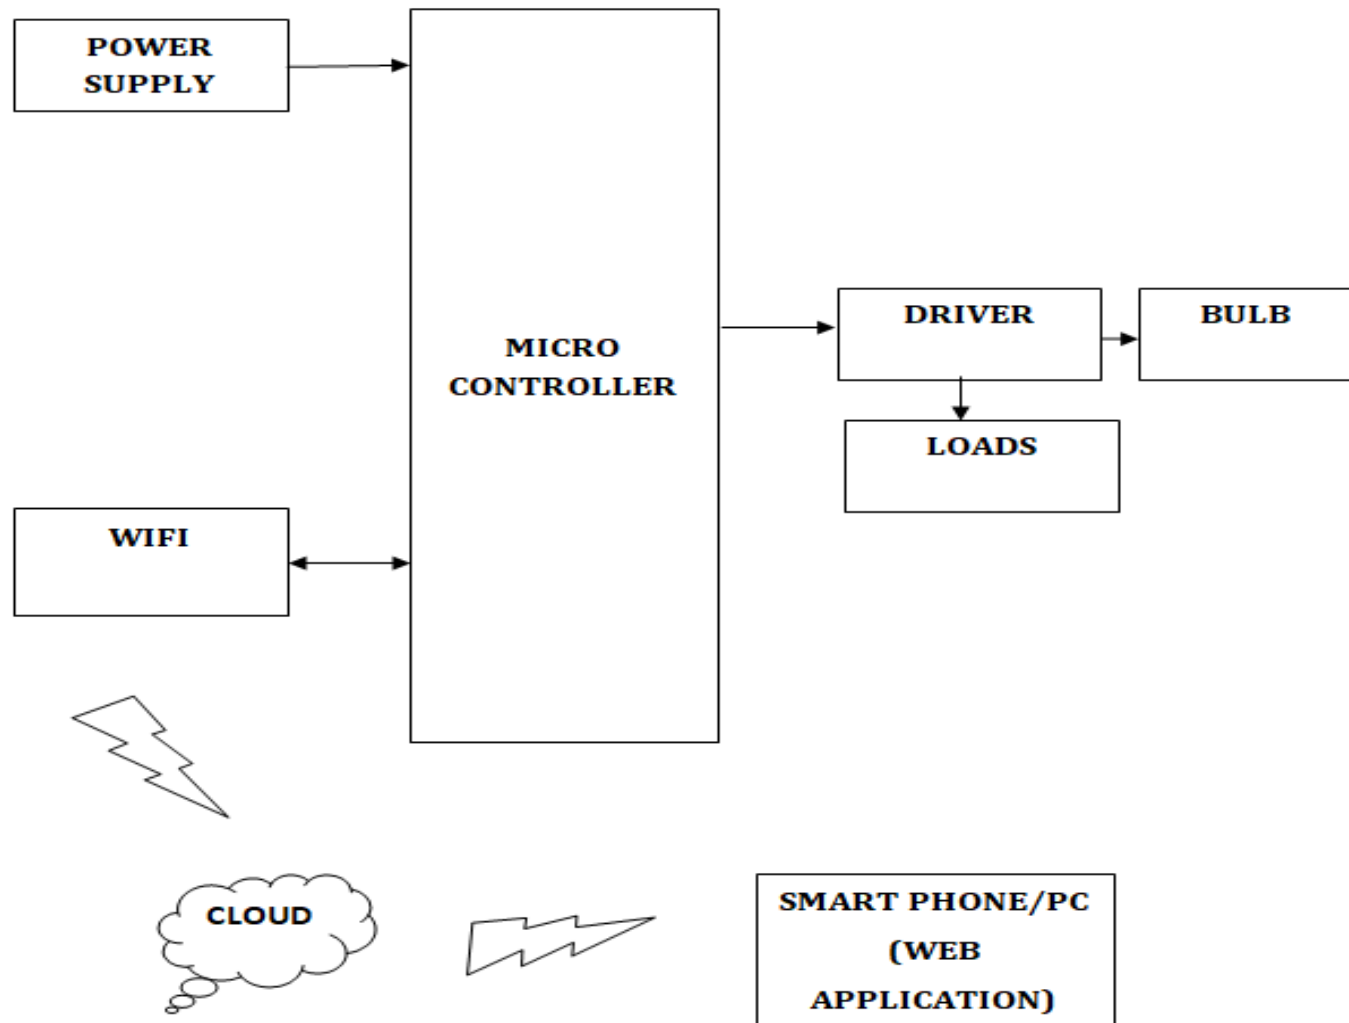 POWER
SUPPLY
MICRO
CONTROLLER
DRIVER
BULB
LOADS
WIFI
CLOUD
SMART PHONE/PC
(WEB
APPLICATION)